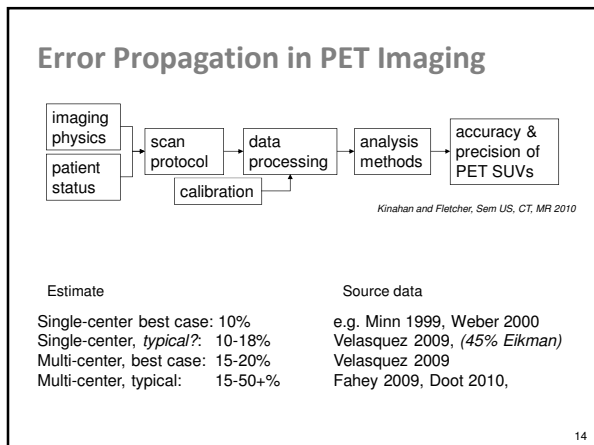 Error Propagation in PET Imaging
imaging
physics
patient
status
scan
protocol
calibration
data
processing
analysis
methods
accuracy &
precision of
PET SUVs
Kinahan and Fletcher, Sem US, CT, MR 2010
Estimate Source data
Single-center best case: 10% e.g. Minn 1999, Weber 2000
Single-center, typical?: 10-18% Velasquez 2009, (45% Eikman)
Multi-center, best case: 15-20% Velasquez 2009
Multi-center, typical: 15-50+% Fahey 2009, Doot 2010,
14